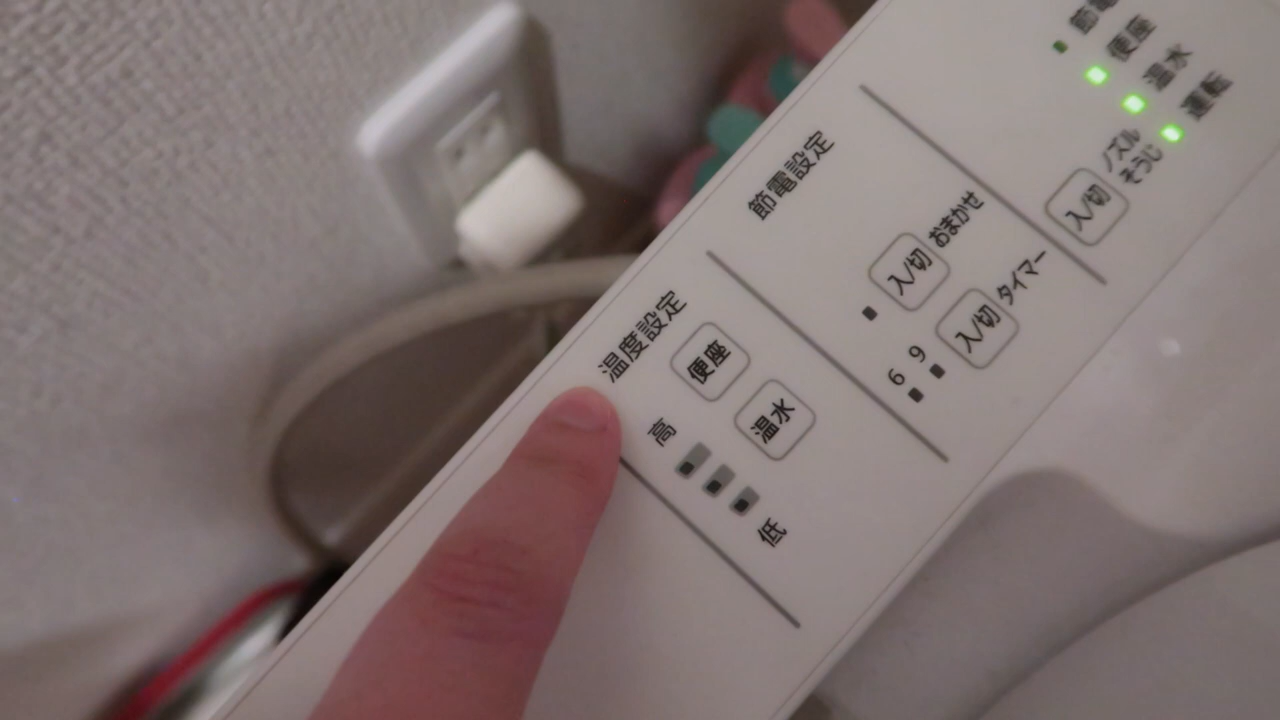 節電
便座
温水
運転
ノズル
そうじ
入/切
節電設定
入/切
おまかせ
入/切
タイマー
6 9
温度設定
便座
温水
高
低